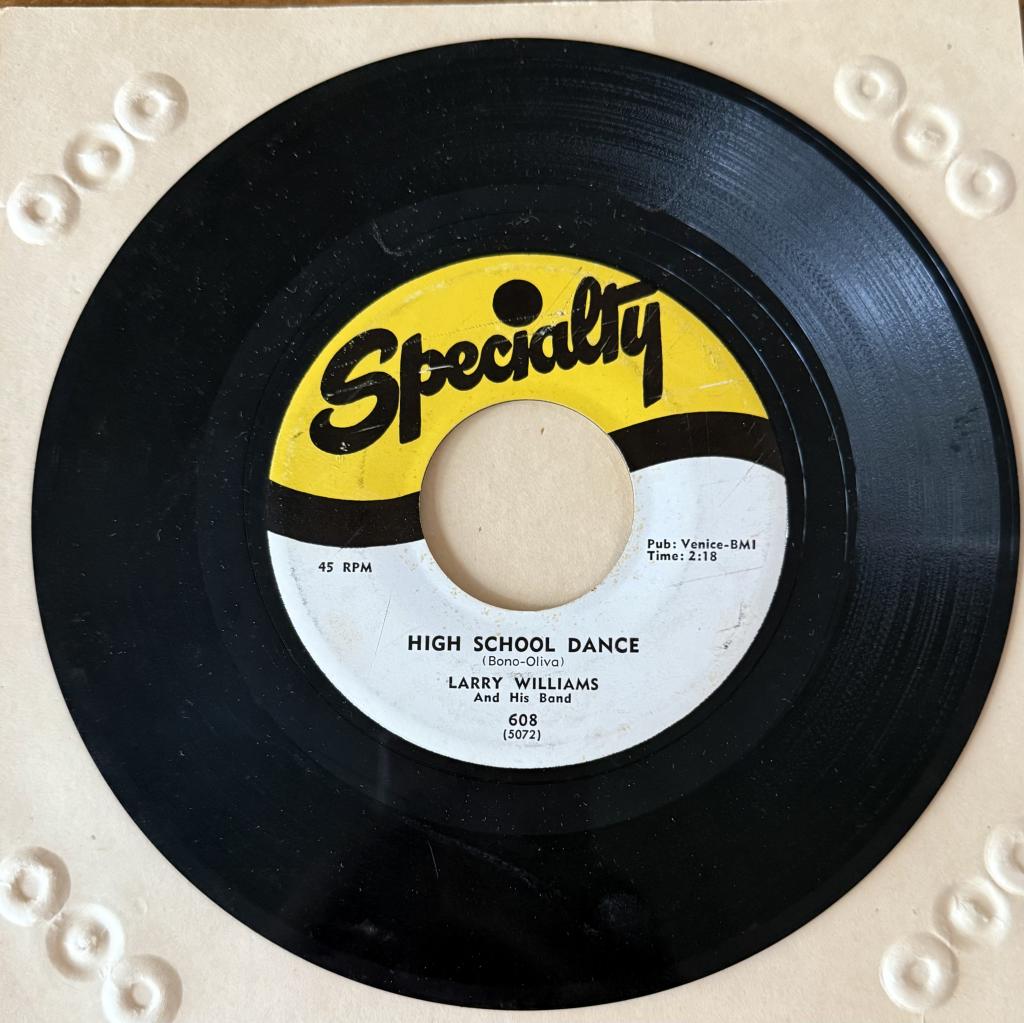 Specialty
45 RPM
Pub: Venice-BMI
Time: 2:18
HIGH SCHOOL DANCE
(Bono-Oliva)
LARRY WILLIAMS
And His Band
608
(5072)